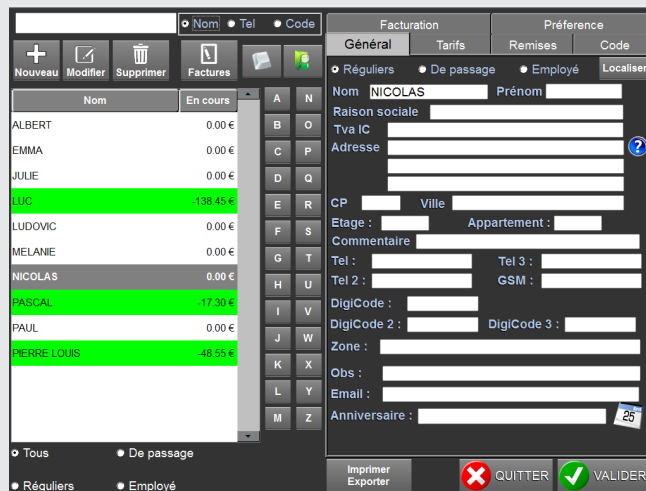 Nom Tel Code
Nouveau Modifier Supprimer Factures
Nom En cours
ALBERT 0.00 €
EMMA 0.00 €
JULIE 0.00 €
LUC -138.45 €
LUDOVIC 0.00 €
MELANIE 0.00 €
NICOLAS 0.00 €
PASCAL -17.30 €
PAUL 0.00 €
PIERRE LOUIS -48.55 €
A N
B O
C P
D Q
E R
F S
G T
H U
I V
J W
K X
L Y
M Z
Tous De passage
Réguliers Employé
Facturation Préference
Général Tarifs Remises Code
Réguliers De passage Employé Localiser
Nom NICOLAS Prénom
Raison sociale
Tva IC
Adresse
?
CP Ville
Etage : Appartement :
Commentaire
Tel : Tel 3 :
Tel 2 : GSM :
DigiCode :
DigiCode 2 : DigiCode 3 :
Zone :
Obs :
Email :
Anniversaire : 25
Imprimer
Exporter
QUITTER VALIDER